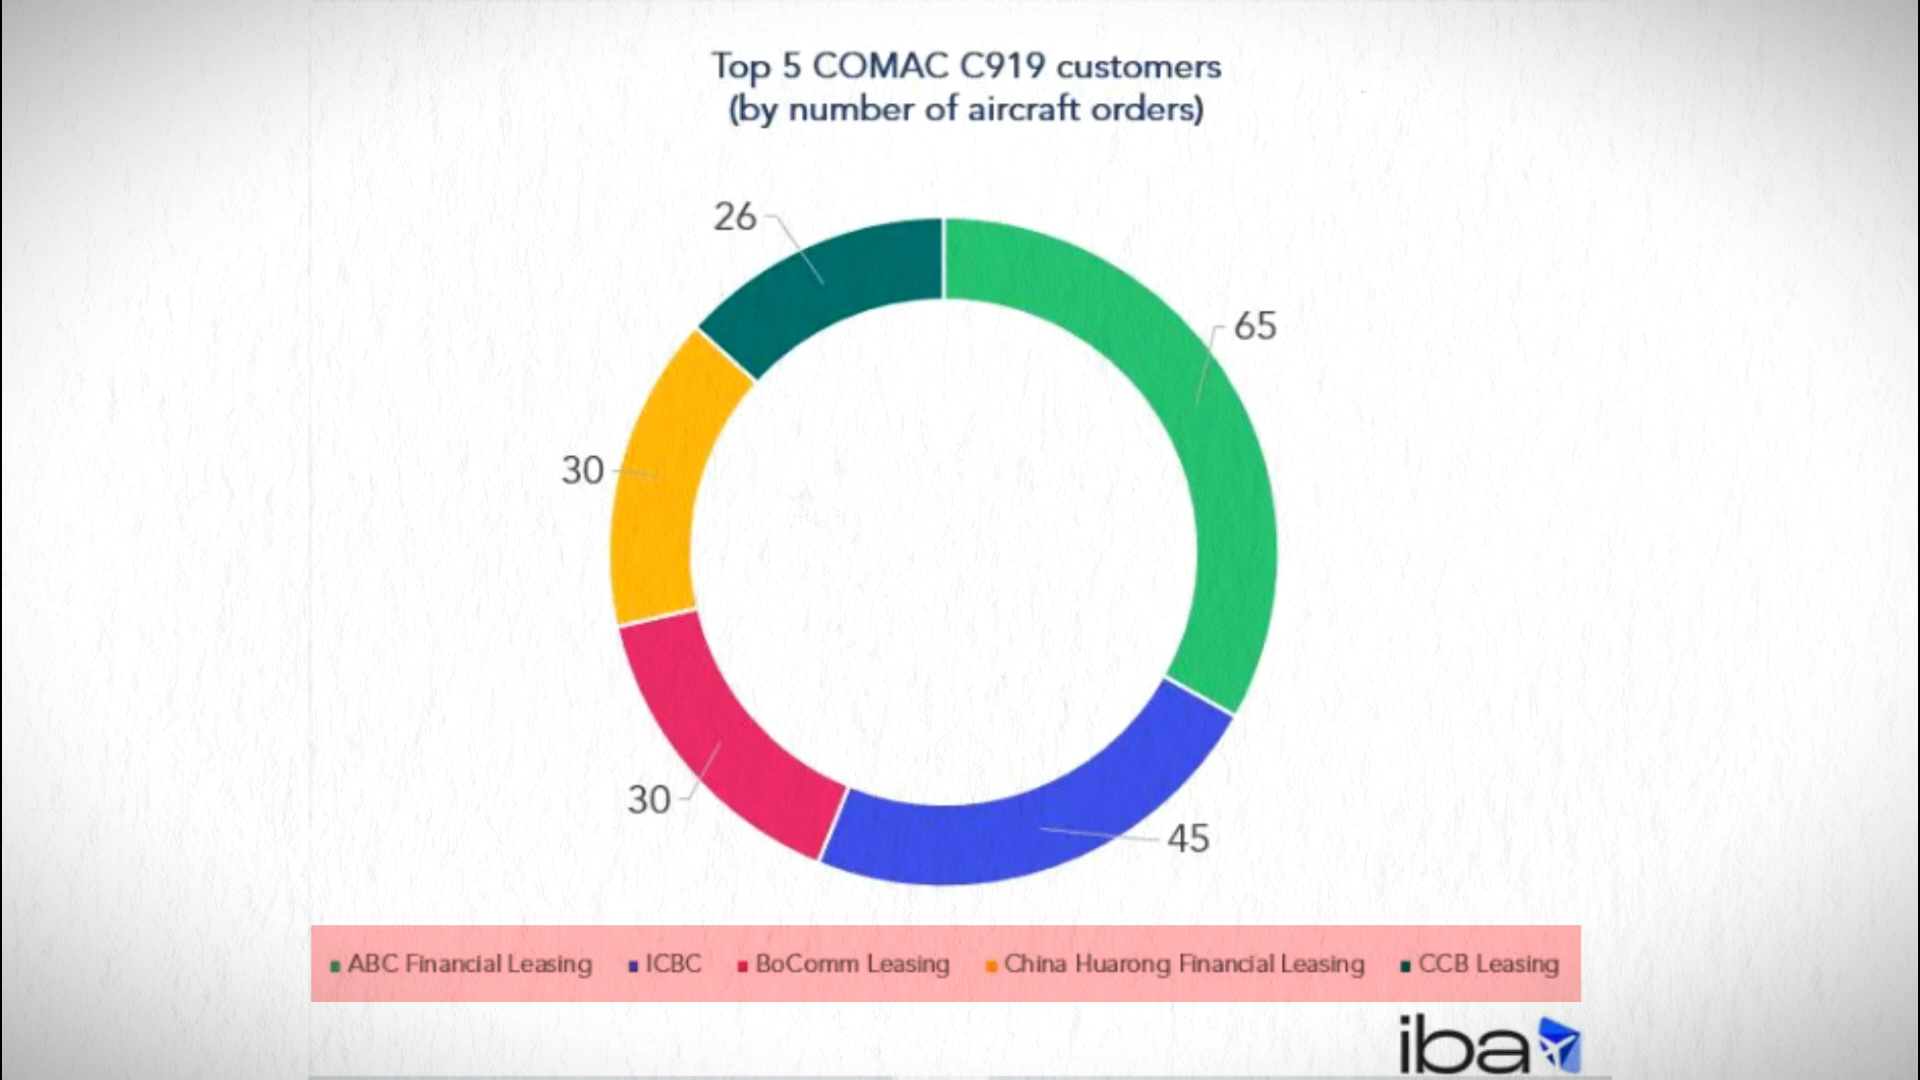 Top 5 COMAC C919 customers
(by number of aircraft orders)
26
65
30
30
45
ABC Financial Leasing ICBC BoComm Leasing China Huarong Financial Leasing CCB Leasing
iba